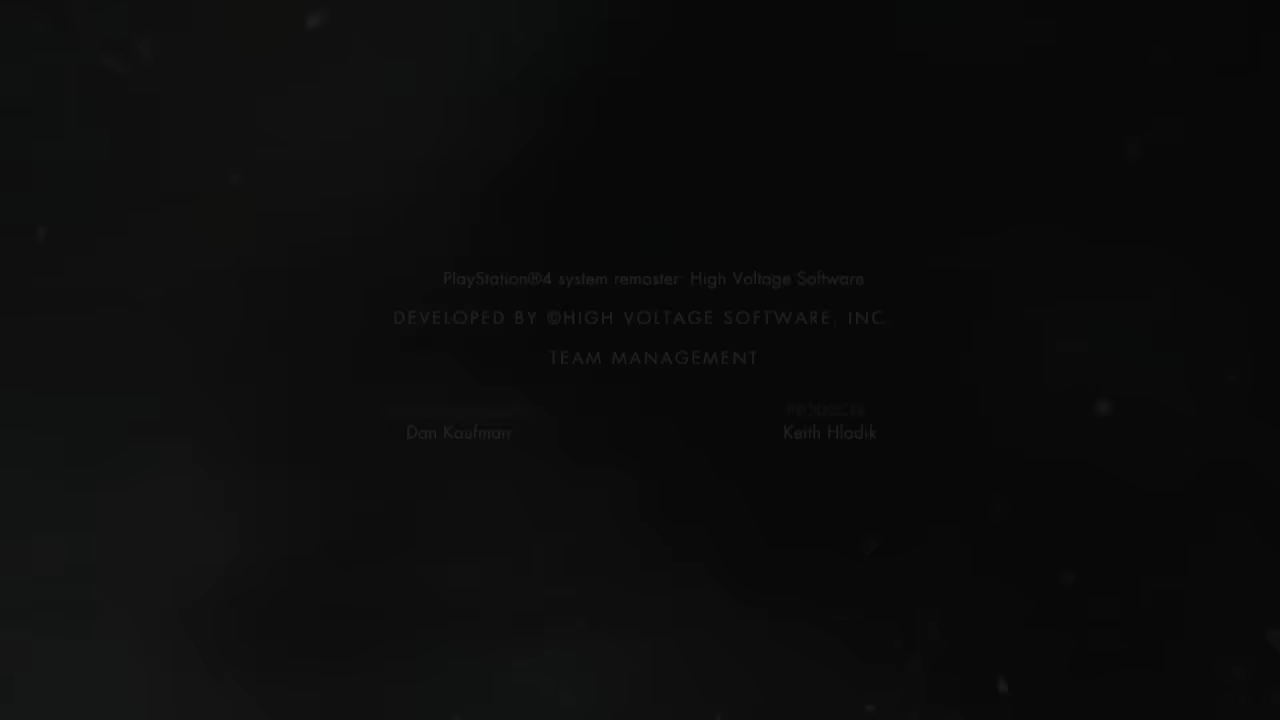 PlayStation®4 system remaster High Voltage Software
DEVELOPED BY ©HIGH VOLTAGE SOFTWARE, INC.
TEAM MANAGEMENT
PRODUCER
Dan Kaufman Keith Hladik